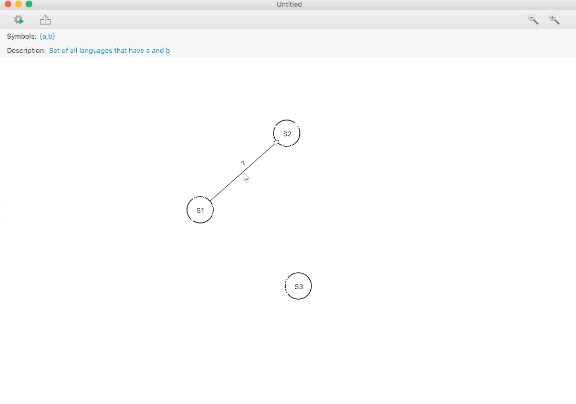 Untitled
Symbols: {a,b}
Description: Set of all languages that have a and b
S2
S1
S3